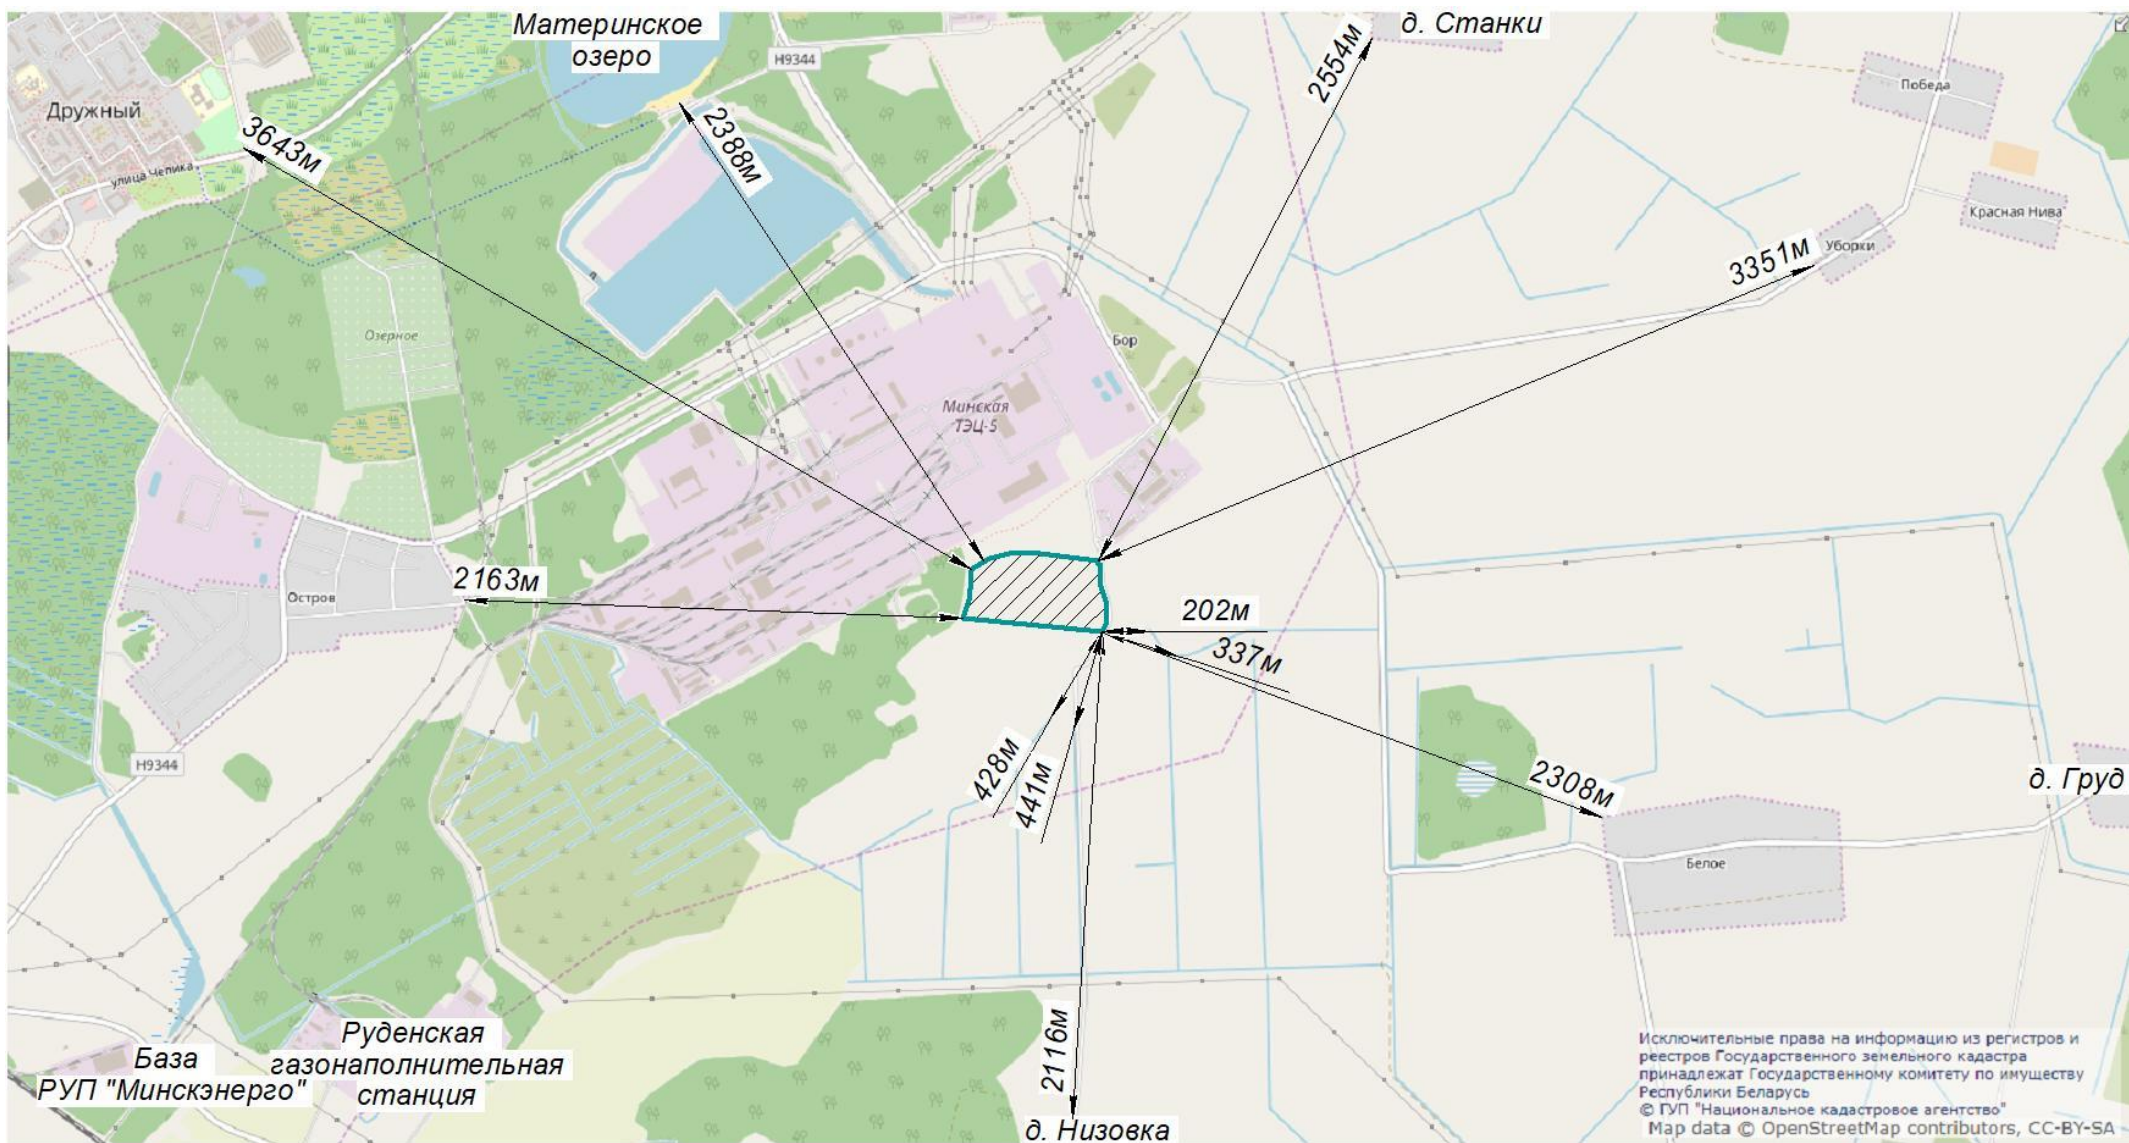 Материнское
озеро
Н9344
д. Станки
2554м
Победа
Дружный
3643м
2388м
улица Чепика
Красная Нива
Уборки
3351м
Озерное
Бор
Минская
ТЭЦ-5
2163м
Остров
202м
337м
Н9344
428м
441м
2308м
д. Груд
Белое
2116м
Руденская
газонаполнительная
станция
База
РУП "Минскэнерго"
д. Низовка
Исключительные права на информацию из регистров и
реестров Государственного земельного кадастра
принадлежат Государственному комитету по имуществу
Республики Беларусь
© ГУП "Национальное кадастровое агентство"
Map data © OpenStreetMap contributors, CC-BY-SA